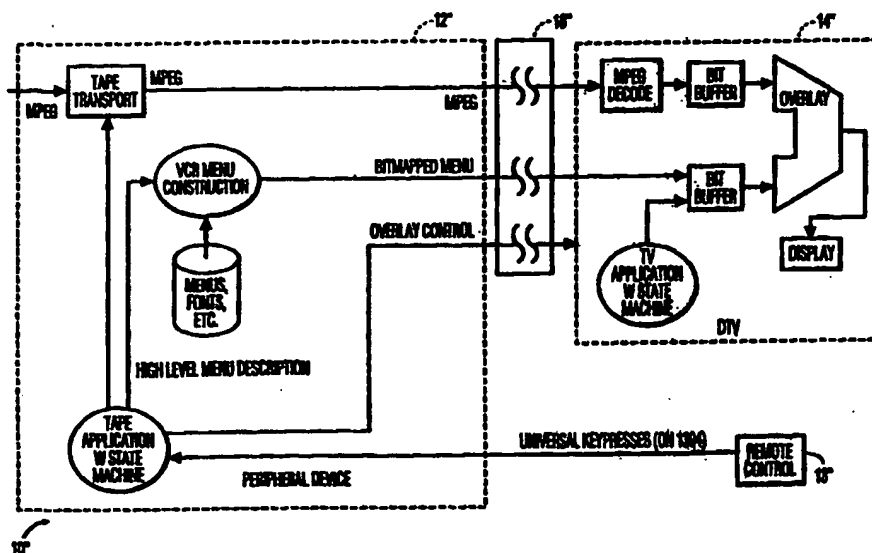 12"
16"
14"
MPEG
TAPE
TRANSPORT
MPEG
MPEG
MPEG
DECODE
BIT
BUFFER
OVERLAY
VCR MENU
CONSTRUCTION
BITMAPPED MENU
BIT
BUFFER
OVERLAY CONTROL
MENUS,
FONTS,
ETC.
TV
APPLICATION
W STATE
MACHINE
DISPLAY
DTV
HIGH LEVEL MENU DESCRIPTION
TAPE
APPLICATION
W STATE
MACHINE
UNIVERSAL KEYPRESSES (ON 1394)
REMOTE
CONTROL
PERIPHERAL DEVICE
13"
10"